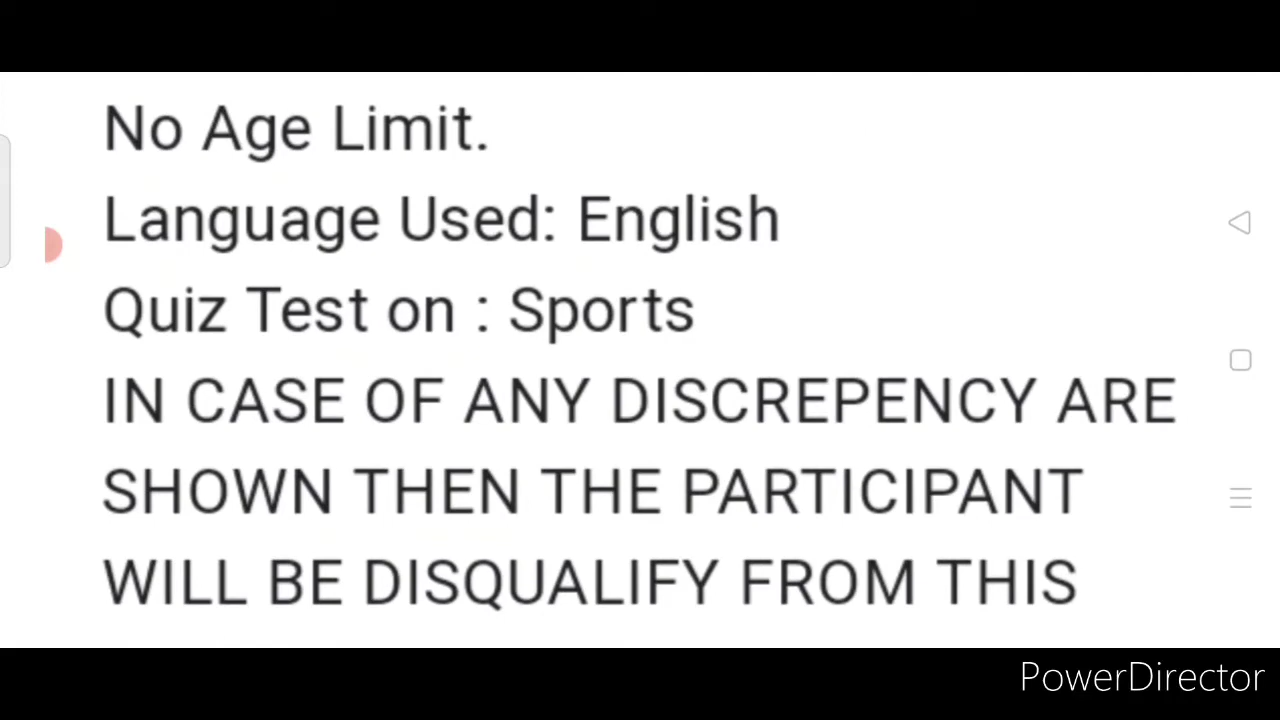 No Age Limit.
Language Used: English
Quiz Test on : Sports
IN CASE OF ANY DISCREPENCY ARE
SHOWN THEN THE PARTICIPANT
WILL BE DISQUALIFY FROM THIS
PowerDirector